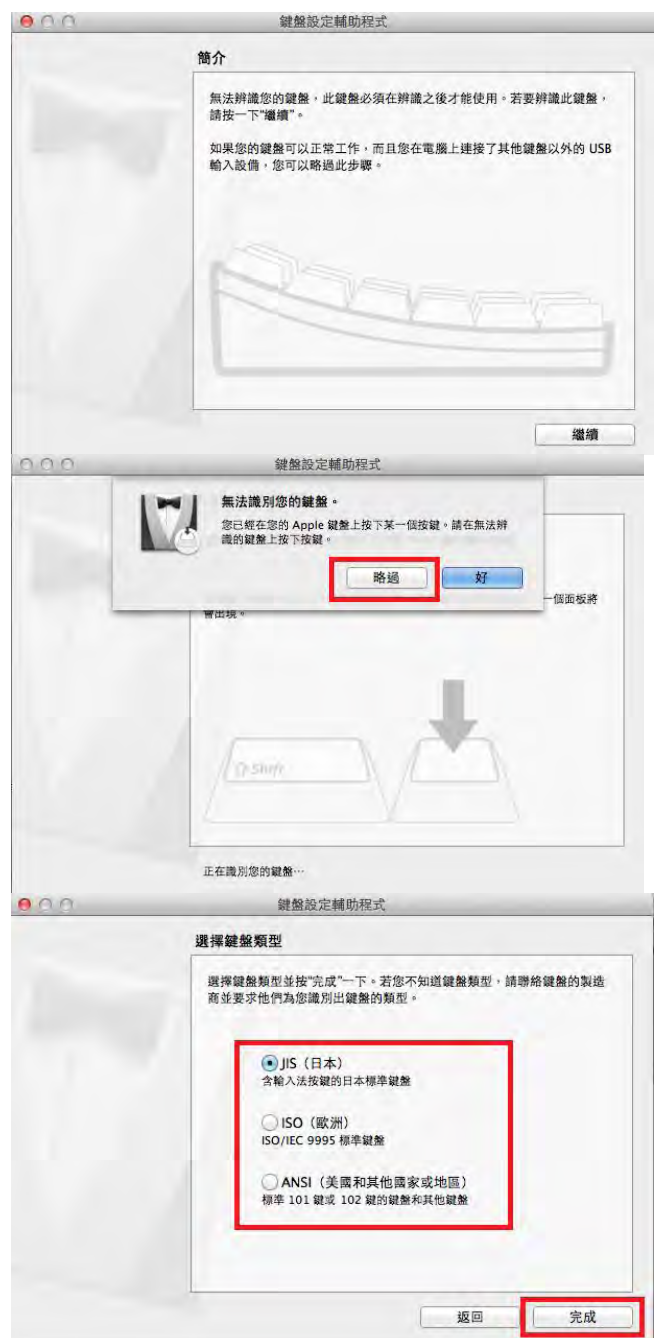 鍵盤設定輔助程式
簡介
無法辨識您的鍵盤，此鍵盤必須在辨識之後才能使用。若要辨識此鍵盤，
請按一下"繼續"。
如果您的鍵盤可以正常工作，而且您在電腦上連接了其他鍵盤以外的 USB
輸入設備，您可以略過此步驟。
繼續
鍵盤設定輔助程式
無法識別您的鍵盤。
您已經在您的 Apple 鍵盤上按下某一個按鍵。請在無法辨
識的鍵盤上按下按鍵。
略過
好
一個面板將
會出現。
Shift
正在識別您的鍵盤…
鍵盤設定輔助程式
選擇鍵盤類型
選擇鍵盤類型並按"完成"一下。若您不知道鍵盤類型，請聯絡鍵盤的製造
商並要求他們為您識別出鍵盤的類型。
JIS（日本）
含輸入法按鍵的日本標準鍵盤
ISO（歐洲）
ISO/IEC 9995 標準鍵盤
ANSI（美國和其他國家或地區）
標準 101 鍵或 102 鍵的鍵盤和其他鍵盤
返回
完成